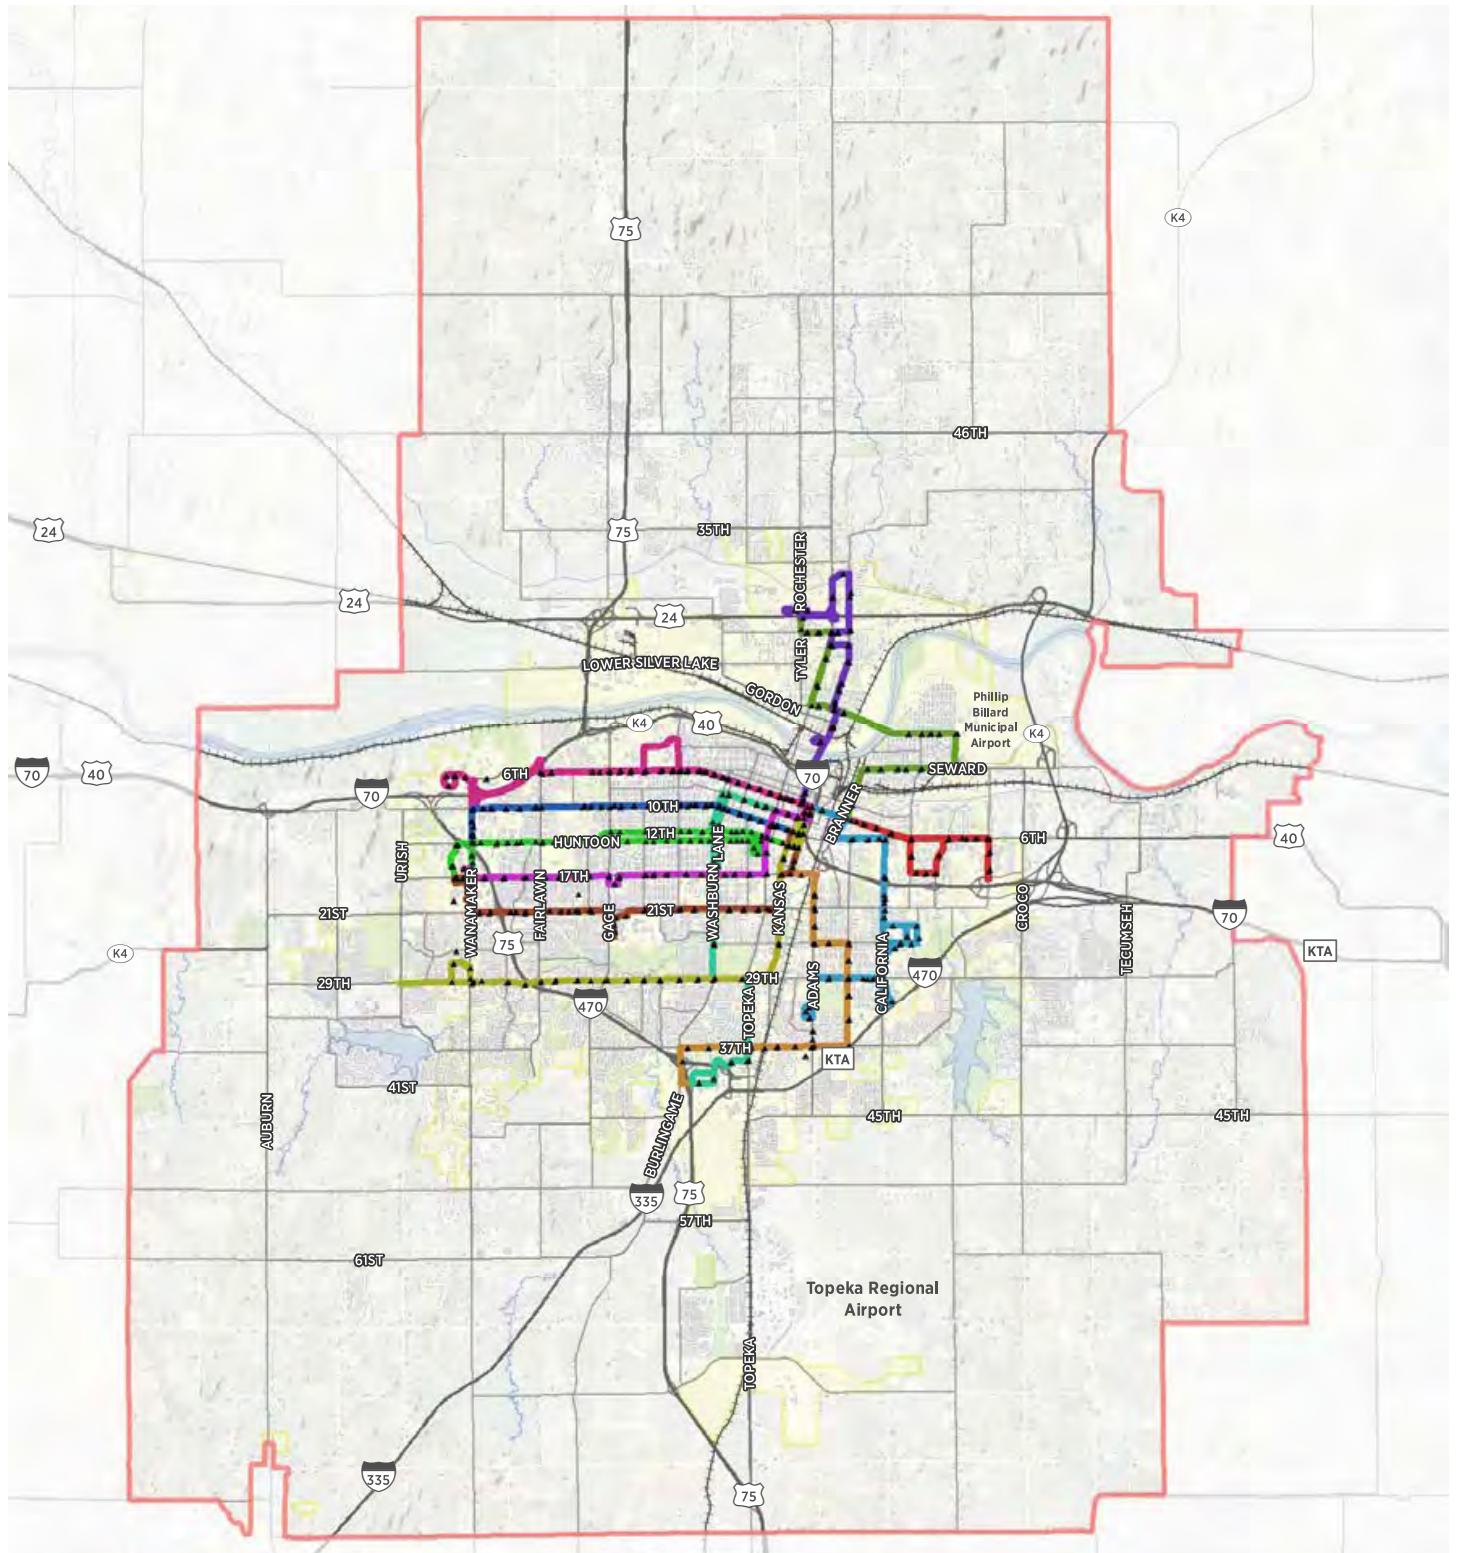 75
K4
46TH
24
75
35TH
ROCHESTER
24
24
LOWER SILVER LAKE
TYLER
GORDON
Phillip
Billard
Municipal
Airport
K4
40
K4
70
40
6TH
70
SEWARD
70
10TH
BRANNER
12TH
HUNTOON
LANE
6TH
40
URISH
17TH
WANAMAKER
FAIRLAWN
GAGE
WASHBURN
KANSAS
CROCO
21ST
21ST
TECUMSEH
70
75
K4
KTA
29TH
29TH
ADAMS
CALIFORNIA
470
470
TOPEKA
37TH
KTA
41ST
AUBURN
BURLINGAME
45TH
45TH
335
75
57TH
61ST
Topeka Regional
Airport
TOPEKA
335
75